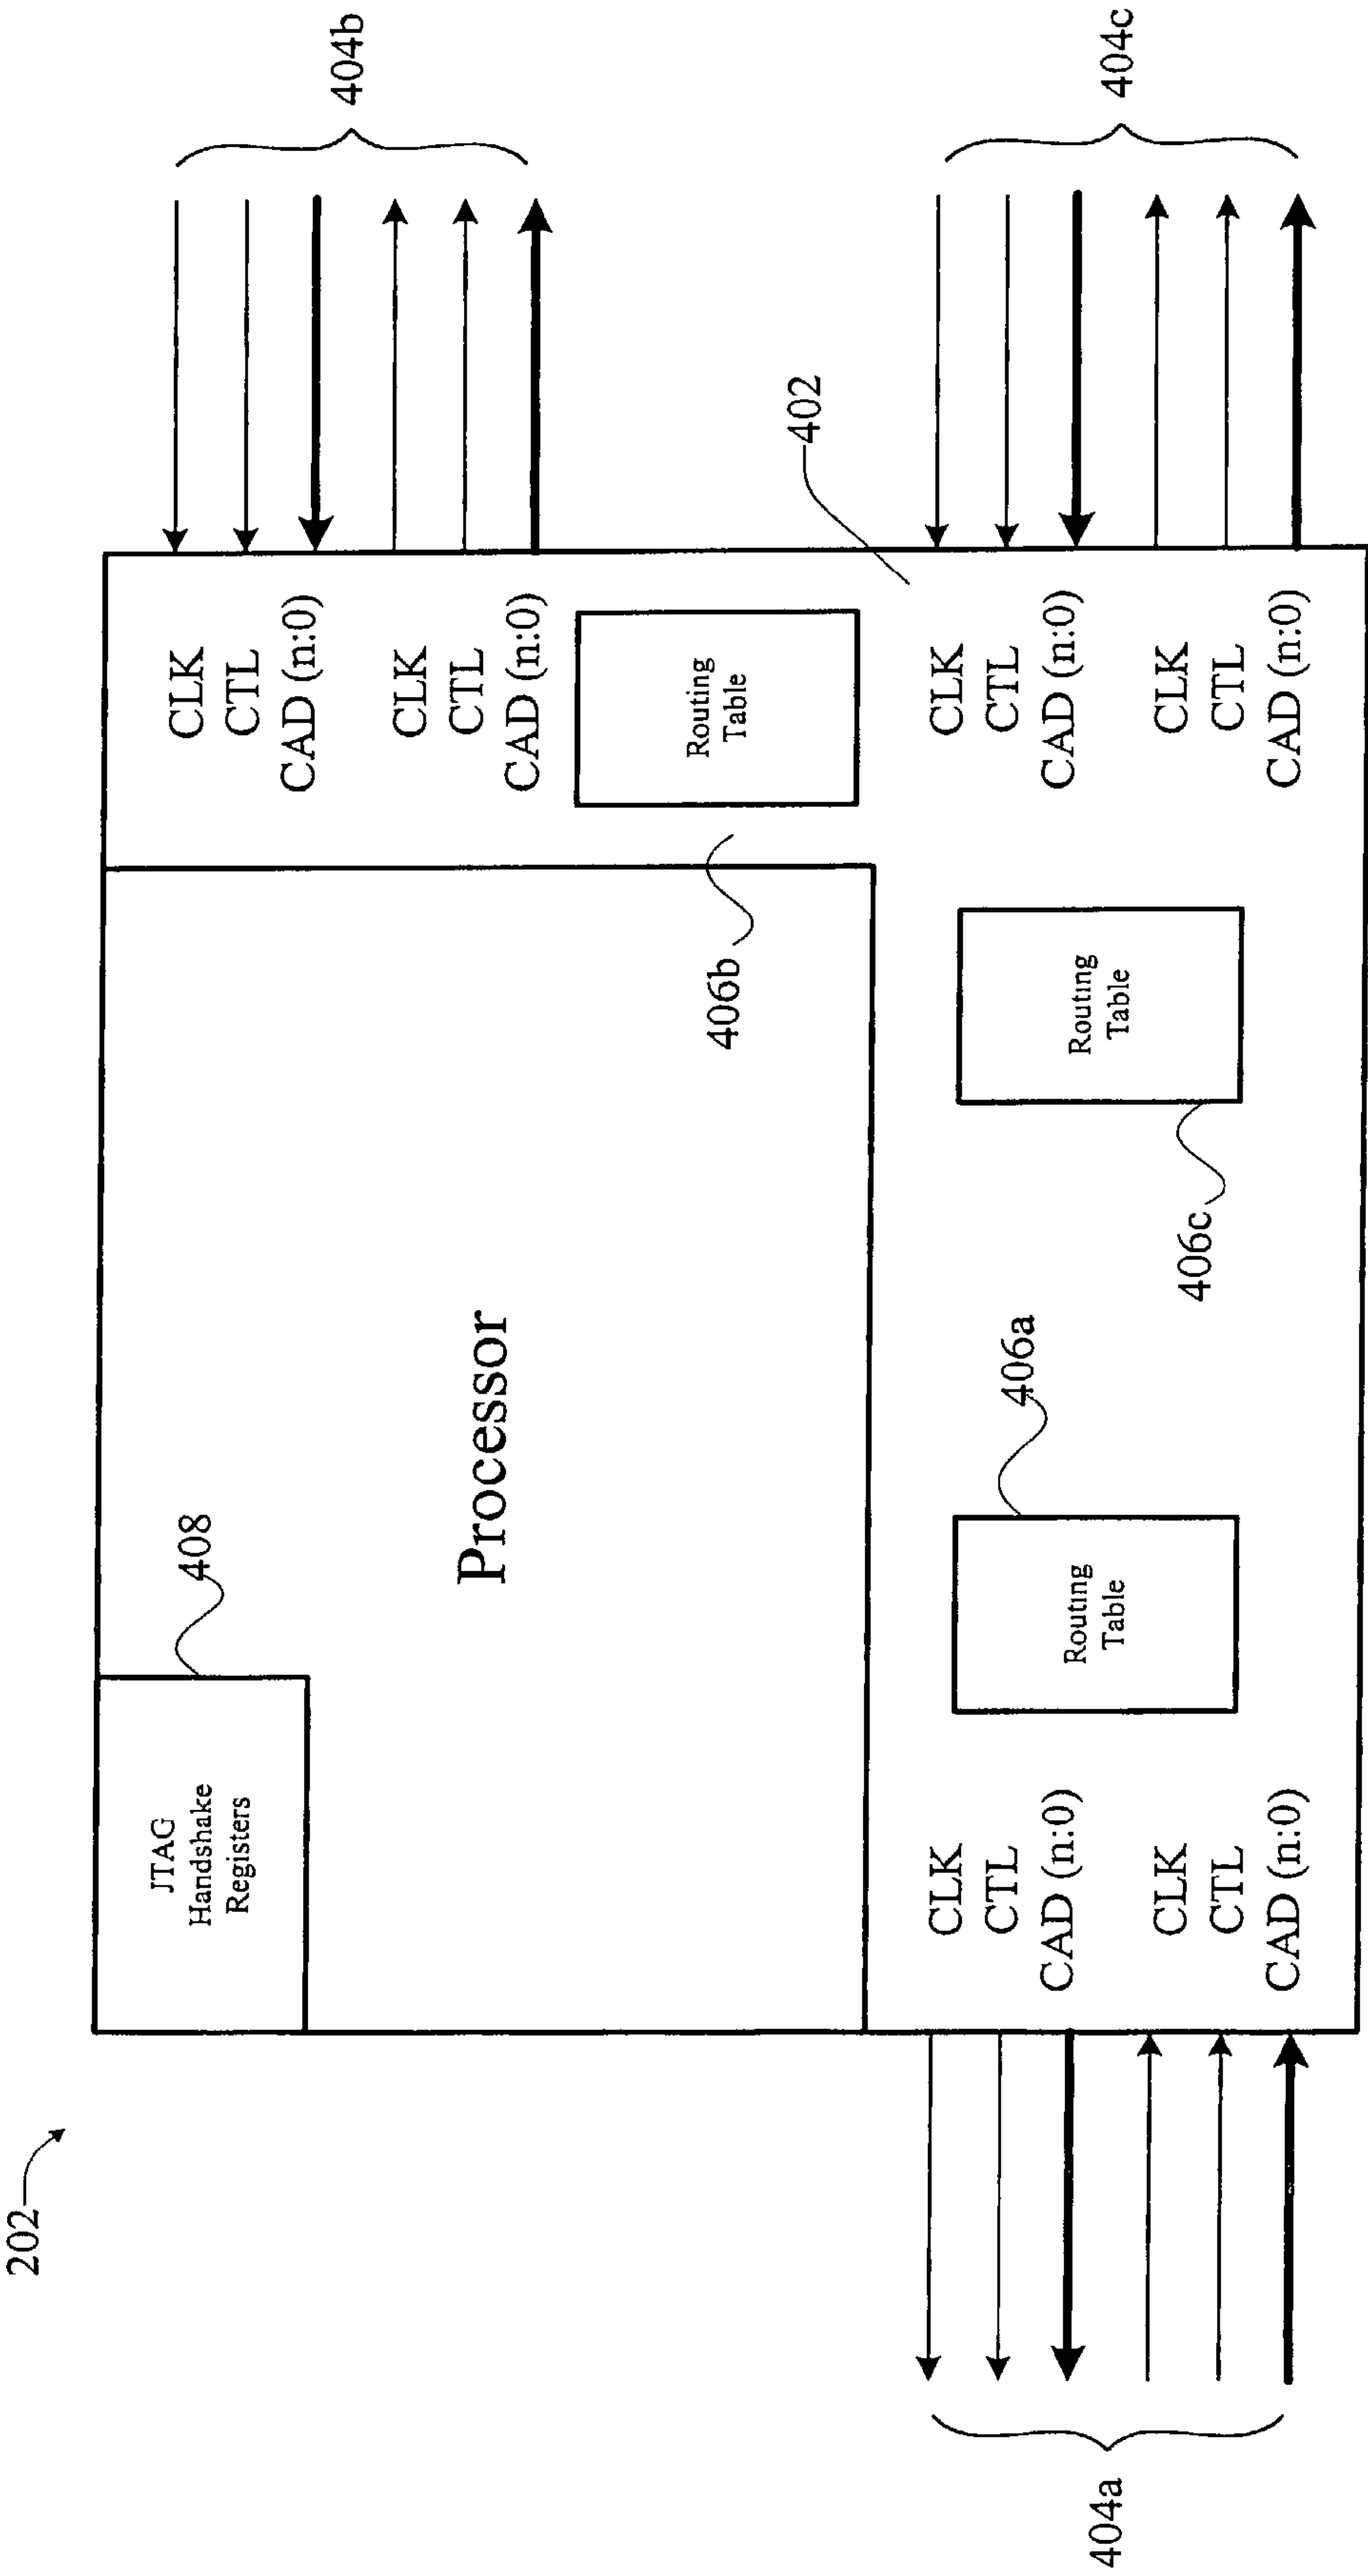 202
JTAG
Handshake
Registers
408
Processor
CLK
CTL
CAD (n:0)
CLK
CTL
CAD (n:0)
404b
Routing
Table
406b
402
404a
CLK
CTL
CAD (n:0)
CLK
CTL
CAD (n:0)
Routing
Table
406a
Routing
Table
406c
CLK
CTL
CAD (n:0)
CLK
CTL
CAD (n:0)
404c